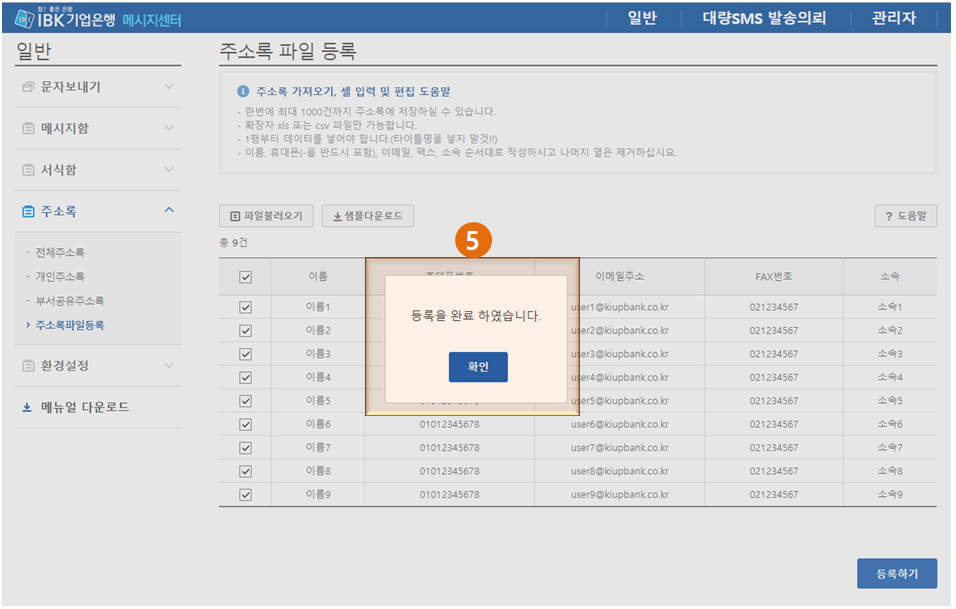 참! 좋은 은행
IBK기업은행 메시지센터
일반 대량SMS 발송의뢰 관리자
일반
문자보내기
메시지함
서식함
주소록
- 전체주소록
- 개인주소록
- 부서공유주소록
› 주소록파일등록
환경설정
메뉴얼 다운로드
주소록 파일 등록
주소록 가져오기, 셀 입력 및 편집 도움말
- 한번에 최대 1000건까지 주소록에 저장하실 수 있습니다.
- 확장자 xls 또는 csv 파일만 가능합니다.
- 1행부터 데이터를 넣어야 합니다.(타이틀명을 넣지 말것!!)
- 이름, 휴대폰(-을 반드시 포함), 이메일, 팩스, 소속 순서대로 작성하시고 나머지 열은 제거하십시요.
파일불러오기 샘플다운로드 ? 도움말
총 9건
5
이름 이메일주소 FAX번호 소속
이름1 user1@kiupbank.co.kr 021234567 소속1
이름2 user2@kiupbank.co.kr 021234567 소속2
이름3 user3@kiupbank.co.kr 021234567 소속3
이름4 user4@kiupbank.co.kr 021234567 소속4
이름5 user5@kiupbank.co.kr 021234567 소속5
이름6 01012345678 user6@kiupbank.co.kr 021234567 소속6
이름7 01012345678 user7@kiupbank.co.kr 021234567 소속7
이름8 01012345678 user8@kiupbank.co.kr 021234567 소속8
이름9 01012345678 user9@kiupbank.co.kr 021234567 소속9
등록을 완료 하였습니다.
확인
등록하기